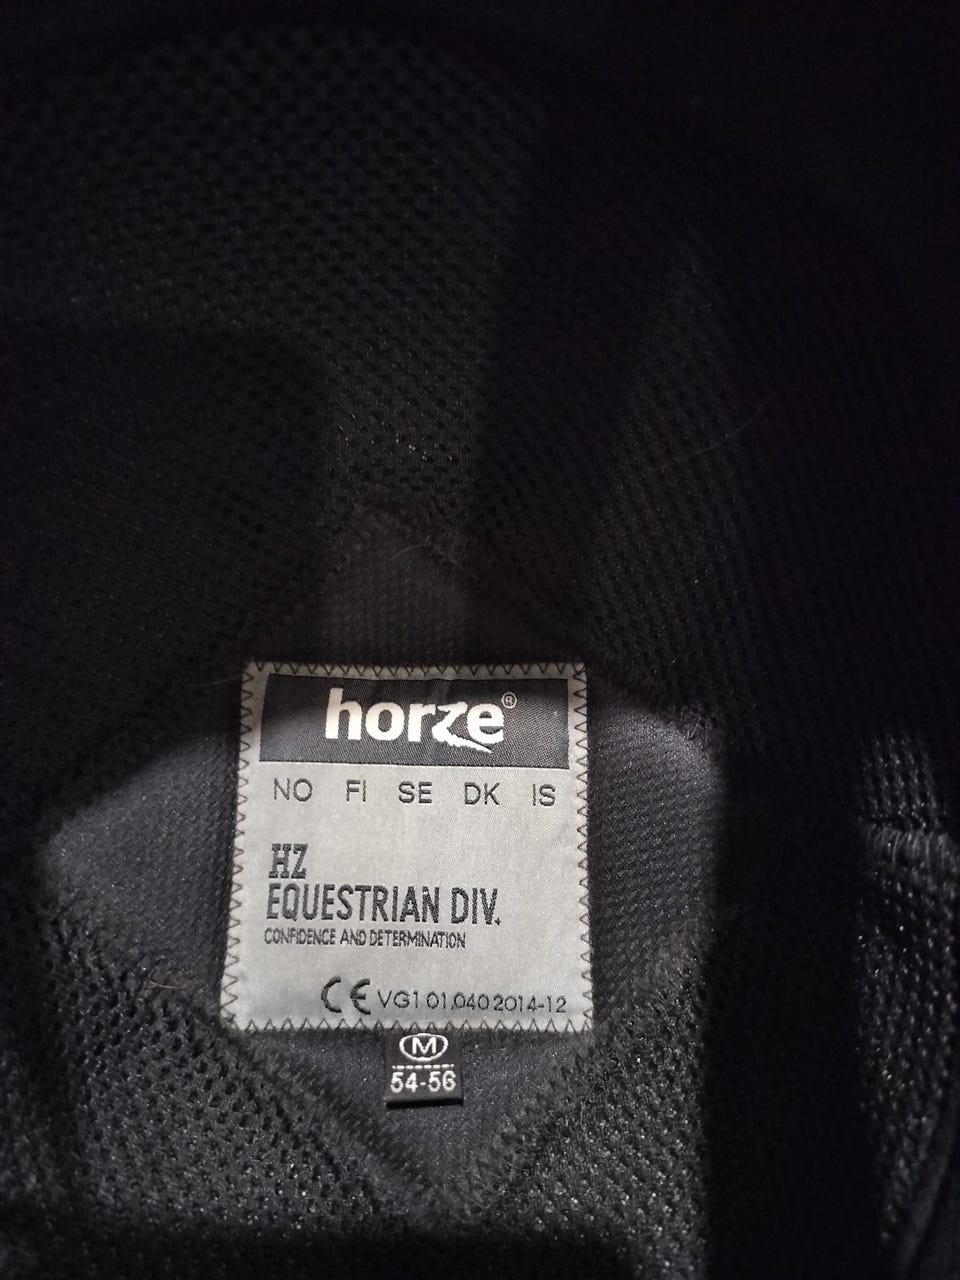 horze®
NO FI SE DK IS
HZ
EQUESTRIAN DIV.
CONFIDENCE AND DETERMINATION
CE VG1 01.040 2014-12
M
54-56